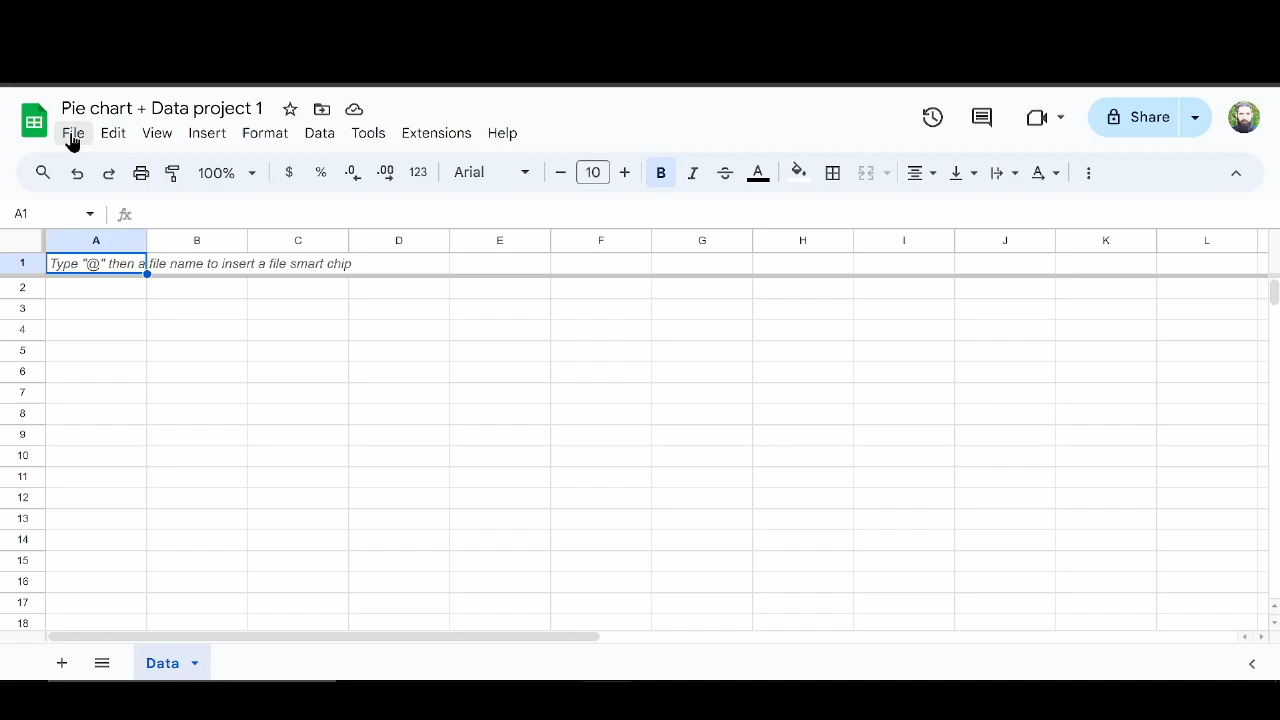 Pie chart + Data project 1
File Edit View Insert Format Data Tools Extensions Help
Share
100% $ % .0 .00 123 Arial 10 B I S A A
A1 fx
A B C D E F G H I J K L
1 Type "@" then a file name to insert a file smart chip
2
3
4
5
6
7
8
9
10
11
12
13
14
15
16
17
18
Data